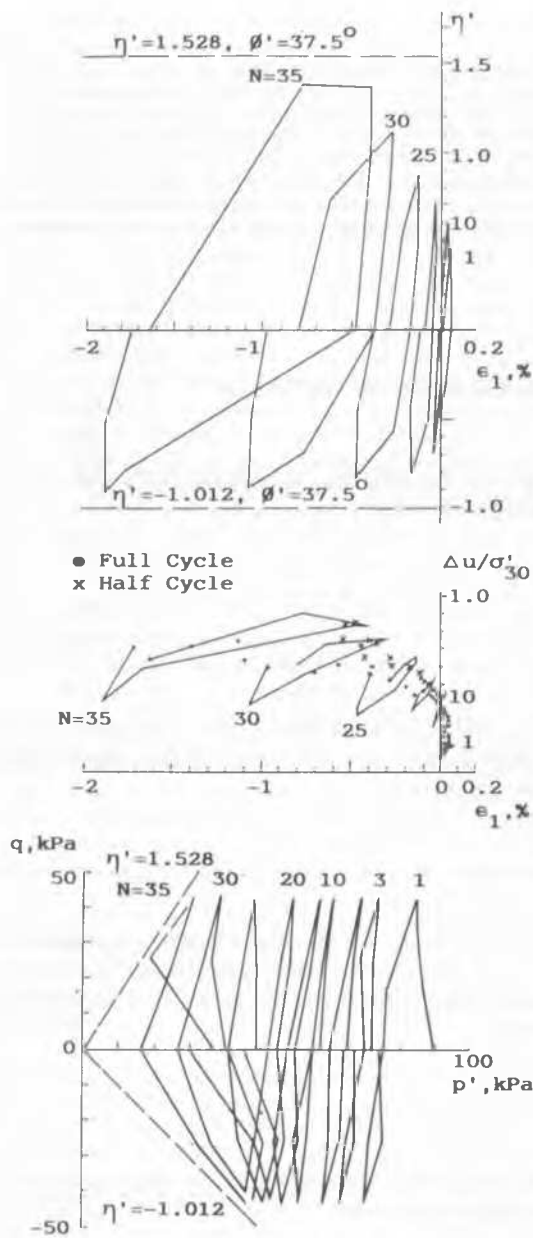 η'=1.528, Ø'=37.5° η'
N=35 1.5
30
25 1.0
10
1
-2 -1 0 0.2
ϵ1,%
η'=-1.012, Ø'=37.5° -1.0
● Full Cycle Δu/σ'30
x Half Cycle 1.0
10
N=35 30 25 1
-2 -1 0 0.2
ϵ1,%
q,kPa η'=1.528
50 N=35 30 20 10 3 1
0 100
p',kPa
-50 η'=-1.012